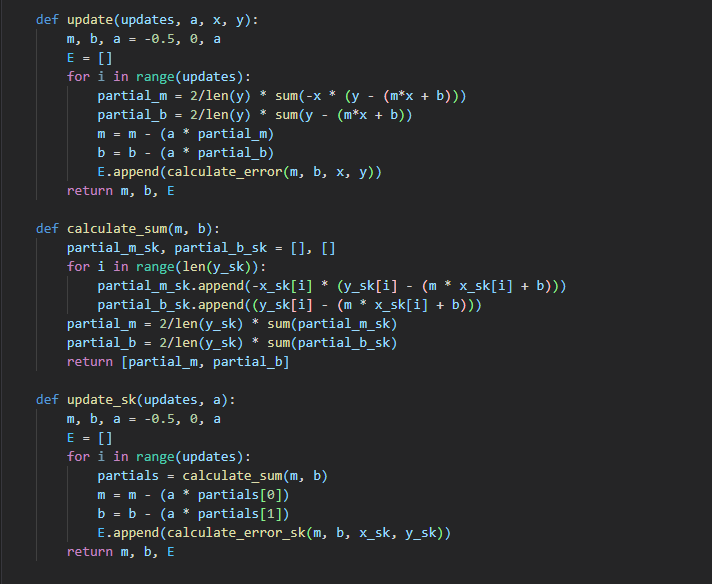 def update(updates, a, x, y):
    m, b, a = -0.5, 0, a
    E = []
    for i in range(updates):
        partial_m = 2/len(y) * sum(-x * (y - (m*x + b)))
        partial_b = 2/len(y) * sum(y - (m*x + b))
        m = m - (a * partial_m)
        b = b - (a * partial_b)
        E.append(calculate_error(m, b, x, y))
    return m, b, E

def calculate_sum(m, b):
    partial_m_sk, partial_b_sk = [], []
    for i in range(len(y_sk)):
        partial_m_sk.append(-x_sk[i] * (y_sk[i] - (m * x_sk[i] + b)))
        partial_b_sk.append((y_sk[i] - (m * x_sk[i] + b)))
    partial_m = 2/len(y_sk) * sum(partial_m_sk)
    partial_b = 2/len(y_sk) * sum(partial_b_sk)
    return [partial_m, partial_b]

def update_sk(updates, a):
    m, b, a = -0.5, 0, a
    E = []
    for i in range(updates):
        partials = calculate_sum(m, b)
        m = m - (a * partials[0])
        b = b - (a * partials[1])
        E.append(calculate_error_sk(m, b, x_sk, y_sk))
    return m, b, E